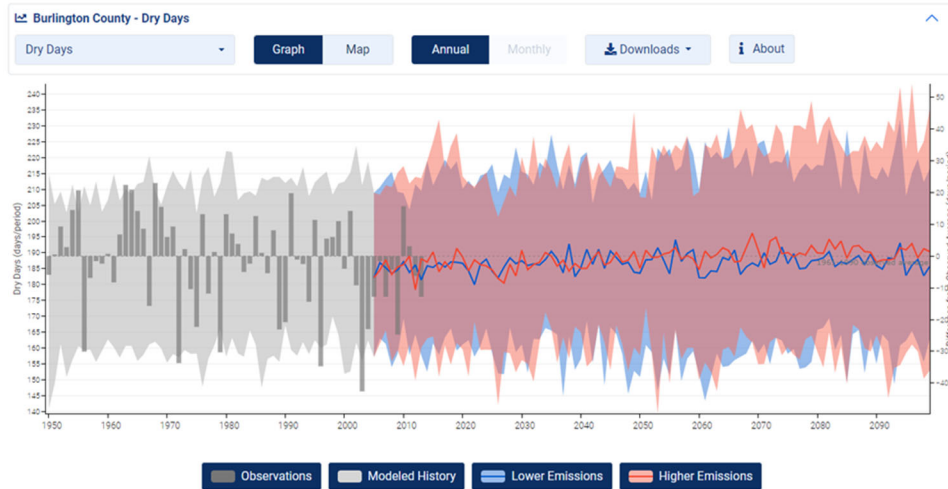 Burlington County - Dry Days
Dry Days
Graph Map
Annual Monthly
Downloads
i About
Dry Days (days/period)
240
235
230
225
220
215
210
205
200
195
190
185
180
175
170
165
160
155
150
145
140
50
40
30
20
10
0
-30
-40
average
1950 1960 1970 1980 1990 2000 2010 2020 2030 2040 2050 2060 2070 2080 2090
Observations Modeled History Lower Emissions Higher Emissions